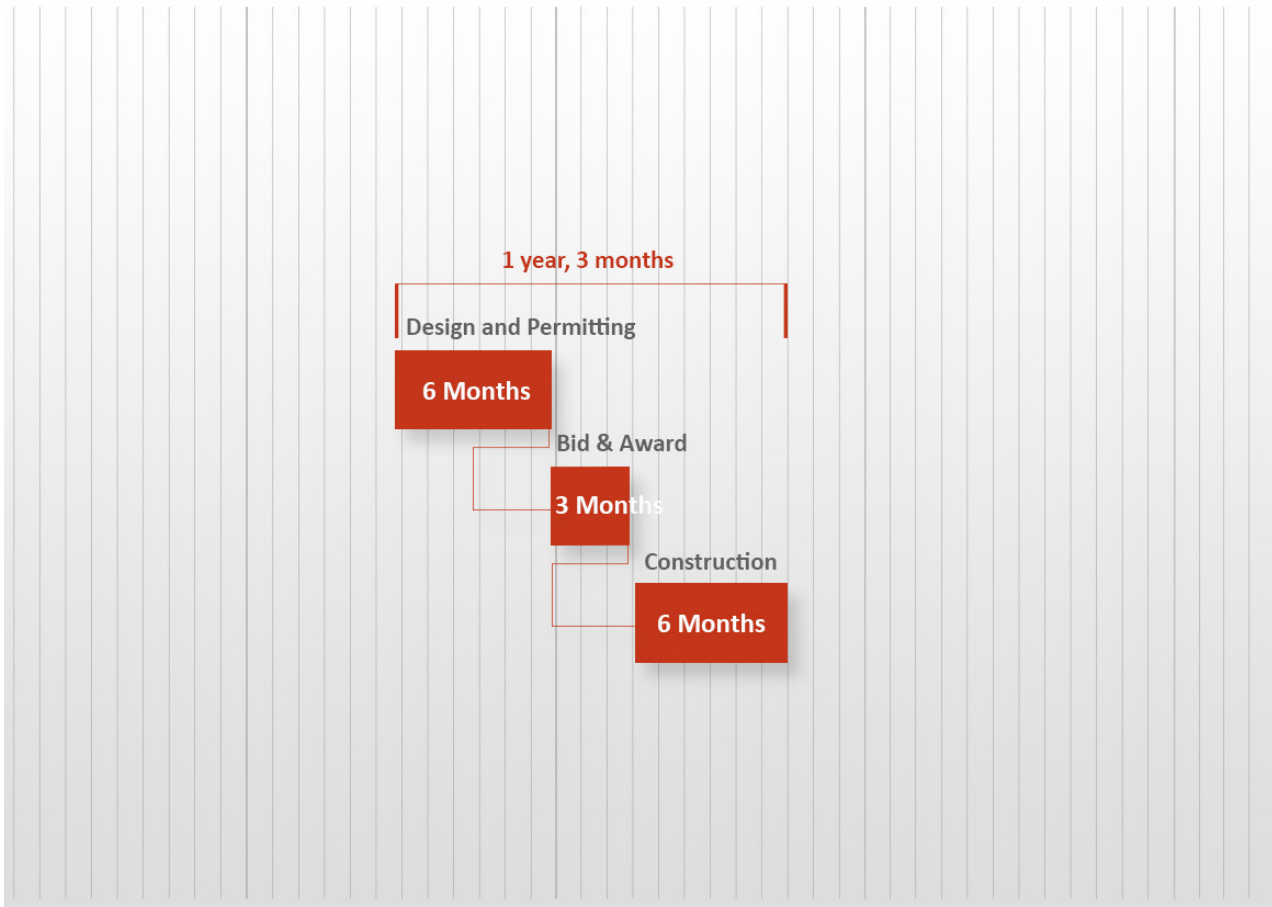 1 year, 3 months
Design and Permitting
6 Months
Bid & Award
3 Months
Construction
6 Months